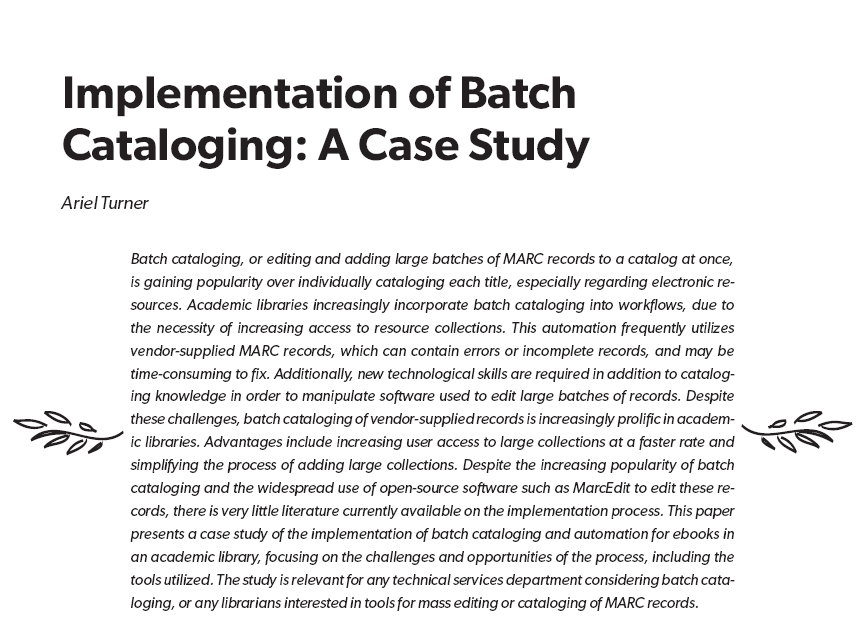 Implementation of Batch
Cataloging: A Case Study
Ariel Turner
Batch cataloging, or editing and adding large batches of MARC records to a catalog at once,
is gaining popularity over individually cataloging each title, especially regarding electronic re-
sources. Academic libraries increasingly incorporate batch cataloging into workflows, due to
the necessity of increasing access to resource collections. This automation frequently utilizes
vendor-supplied MARC records, which can contain errors or incomplete records, and may be
time-consuming to fix. Additionally, new technological skills are required in addition to catalog-
ing knowledge in order to manipulate software used to edit large batches of records. Despite
these challenges, batch cataloging of vendor-supplied records is increasingly prolific in academ-
ic libraries. Advantages include increasing user access to large collections at a faster rate and
simplifying the process of adding large collections. Despite the increasing popularity of batch
cataloging and the widespread use of open-source software such as MarcEdit to edit these re-
cords, there is very little literature currently available on the implementation process. This paper
presents a case study of the implementation of batch cataloging and automation for ebooks in
an academic library, focusing on the challenges and opportunities of the process, including the
tools utilized. The study is relevant for any technical services department considering batch cata-
loging, or any librarians interested in tools for mass editing or cataloging of MARC records.